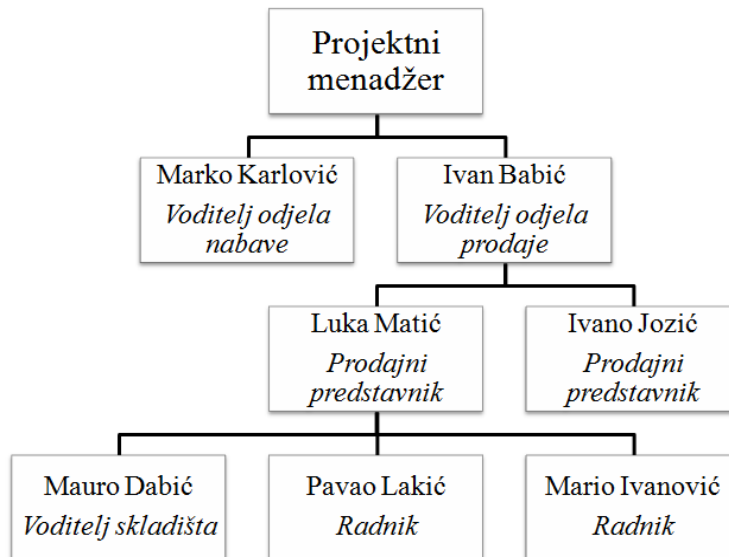 Projektni
menadžer
Marko Karlović
Voditelj odjela
nabave
Ivan Babić
Voditelj odjela
prodaje
Luka Matić
Prodajni
predstavnik
Ivano Jozić
Prodajni
predstavnik
Mauro Dabić
Voditelj skladišta
Pavao Lakić
Radnik
Mario Ivanović
Radnik